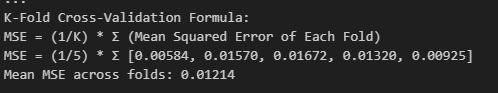 ...
K-Fold Cross-Validation Formula:
MSE = (1/K) * Σ (Mean Squared Error of Each Fold)
MSE = (1/5) * Σ [0.00584, 0.01570, 0.01672, 0.01320, 0.00925]
Mean MSE across folds: 0.01214